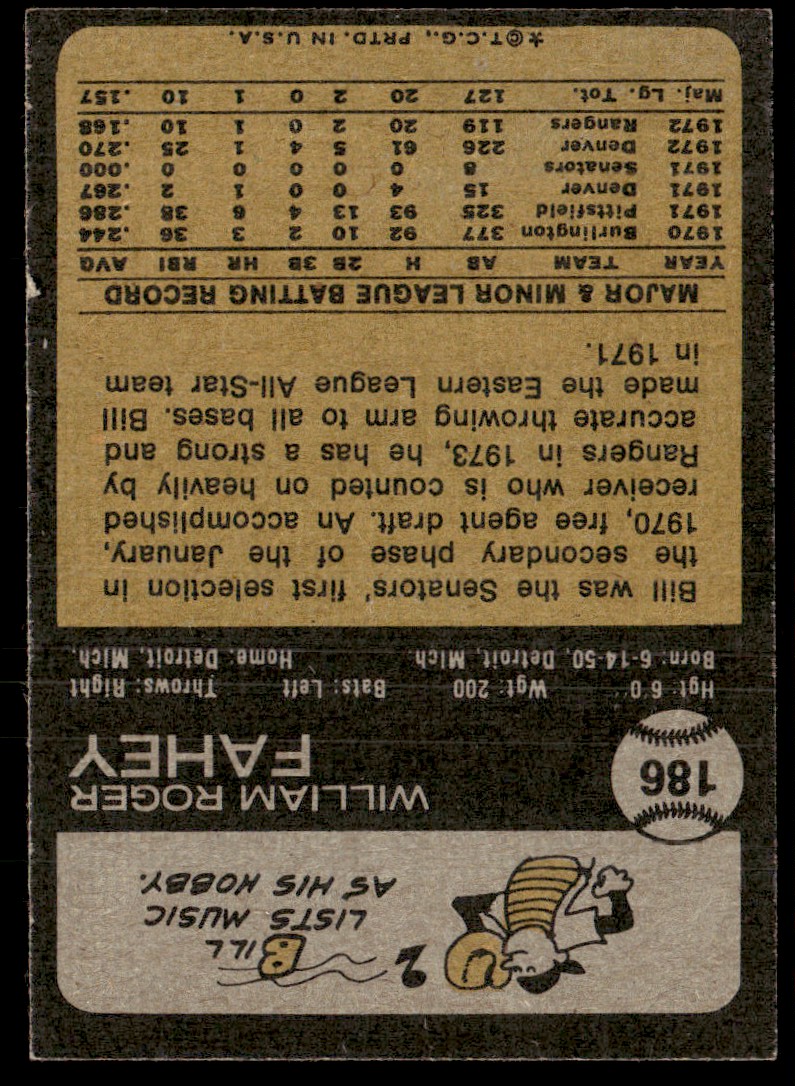 BILL
LISTS MUSIC
AS HIS HOBBY.
186
WILLIAM ROGER
FAHEY
Hgt: 6 0 Wgt: 200 Bats: Left Throws: Right
Born: 6-14-50, Detroit, Mich Home: Detroit, Mich.
Bill was the Senators' first selection in
the secondary phase of the January,
1970, free agent draft. An accomplished
receiver who is counted on heavily by
Rangers in 1973, he has a strong and
accurate throwing arm to all bases. Bill
made the Eastern League All-Star team
in 1971.
MAJOR & MINOR LEAGUE BATTING RECORD
YEAR TEAM AB H 2B 3B HR RBI AVG
1970 Burlington 377 92 10 2 3 36 .244
1971 Pittsfield 325 93 13 4 6 38 .286
1971 Denver 15 4 0 0 1 2 .267
1971 Senators 8 0 0 0 0 0 .000
1972 Denver 226 61 5 4 1 25 .270
1972 Rangers 119 20 2 0 1 10 .168
Maj. Lg. Tot. 127 20 2 0 1 10 .157
★©T.C.G., PRTD. IN U.S.A.